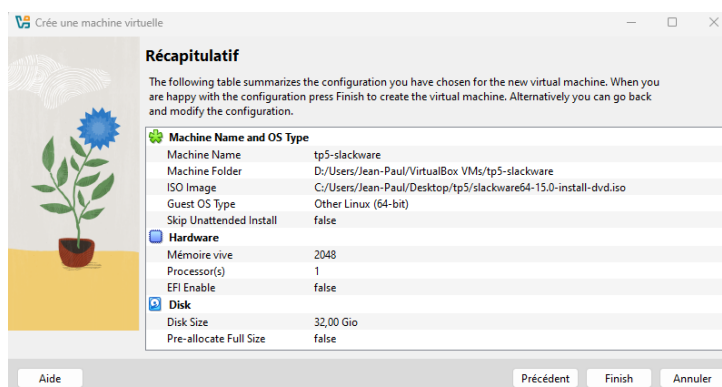 Crée une machine virtuelle
Récapitulatif
The following table summarizes the configuration you have chosen for the new virtual machine. When you
are happy with the configuration press Finish to create the virtual machine. Alternatively you can go back
and modify the configuration.
Machine Name and OS Type
Machine Name tp5-slackware
Machine Folder D:/Users/Jean-Paul/VirtualBox VMs/tp5-slackware
ISO Image C:/Users/Jean-Paul/Desktop/tp5/slackware64-15.0-install-dvd.iso
Guest OS Type Other Linux (64-bit)
Skip Unattended Install false
Hardware
Mémoire vive 2048
Processor(s) 1
EFI Enable false
Disk
Disk Size 32,00 Gio
Pre-allocate Full Size false
Aide Précédent Finish Annuler